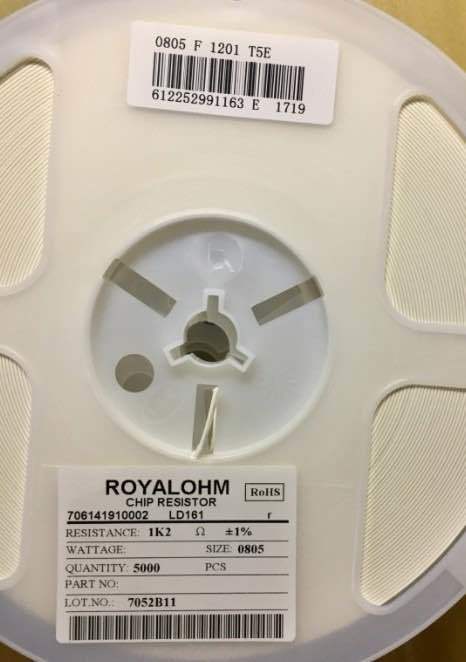 0805 F 1201 T5E
612252991163 E 1719
ROYALOHM RoHS
CHIP RESISTOR
706141910002 LD161 r
RESISTANCE: 1K2 Ω ±1%
WATTAGE: SIZE: 0805
QUANTITY: 5000 PCS
PART NO:
LOT.NO.: 7052B11